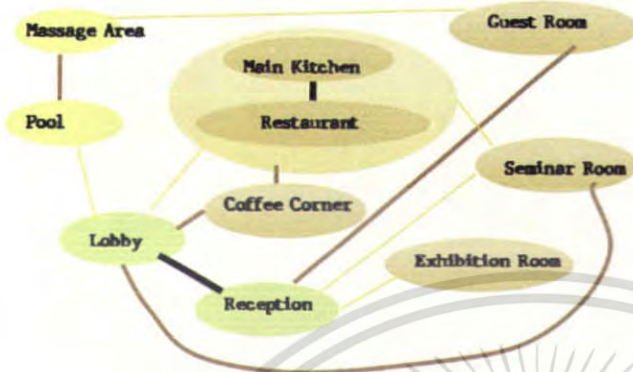 Massage Area
Guest Room
Main Kitchen
Pool
Restaurant
Seminar Room
Coffee Corner
Lobby
Exhibition Room
Reception